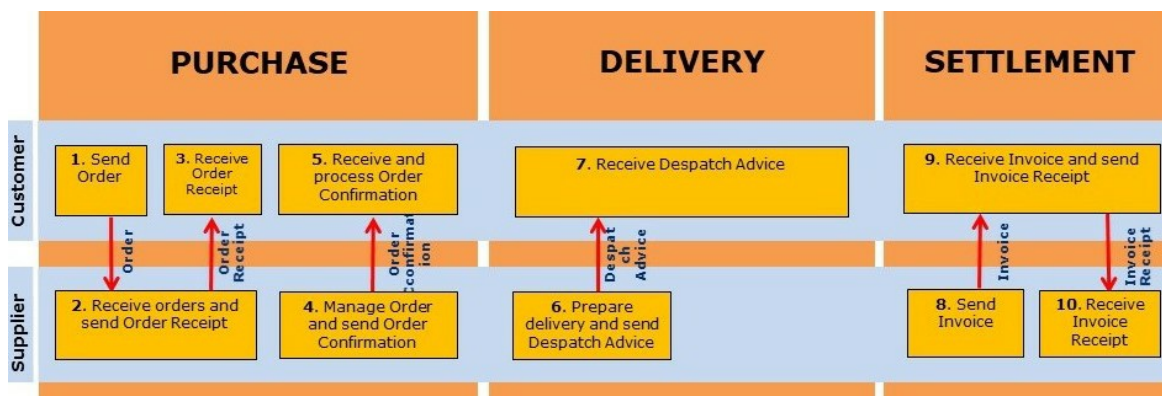 PURCHASE
DELIVERY
SETTLEMENT
Customer
1. Send
Order
3. Receive
Order
Receipt
5. Receive and
process Order
Confirmation
7. Receive Despatch Advice
9. Receive Invoice and send
Invoice Receipt
Order
Order
Receipt
Order
Cconfirmat
ion
Despat
ch
Advice
Invoice
Invoice
Receipt
Supplier
2. Receive orders and
send Order Receipt
4. Manage Order
and send Order
Confirmation
6. Prepare
delivery and send
Despatch Advice
8. Send
Invoice
10. Receive
Invoice
Receipt